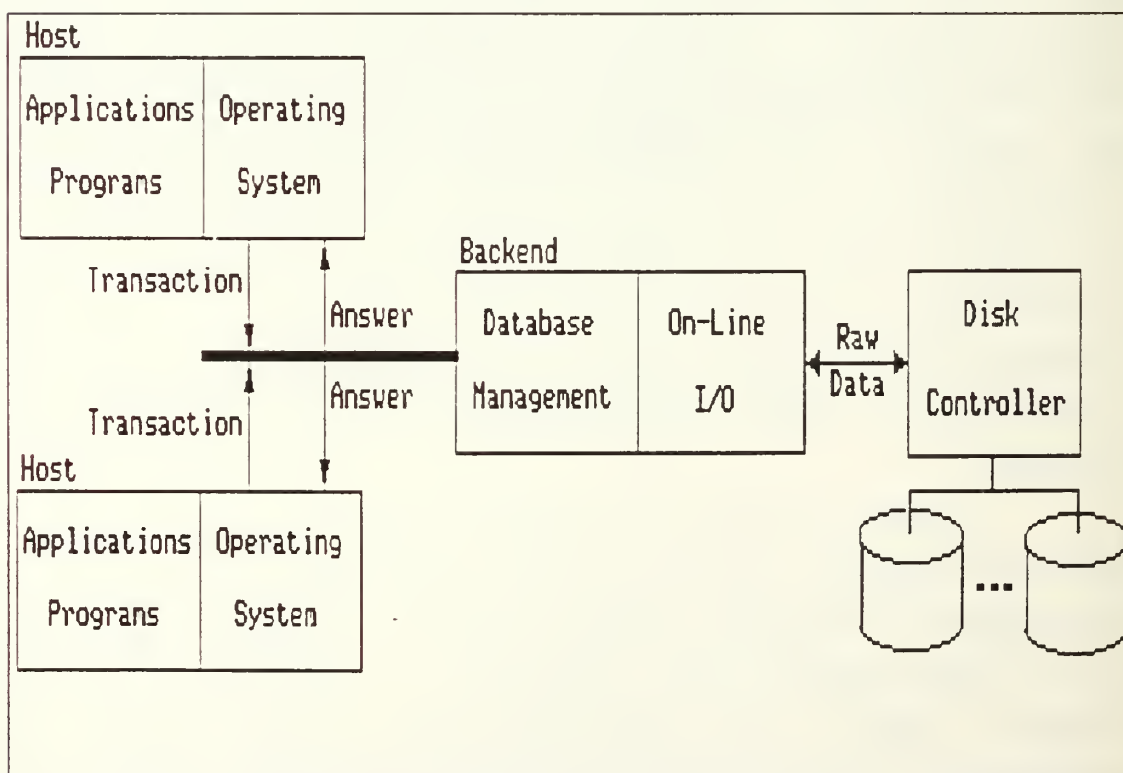 Host
Applications
Programs
Operating
System
Transaction
Answer
Backend
Database
Management
On-Line
I/O
Raw
Data
Disk
Controller
Answer
Transaction
Host
Applications
Programs
Operating
System
...